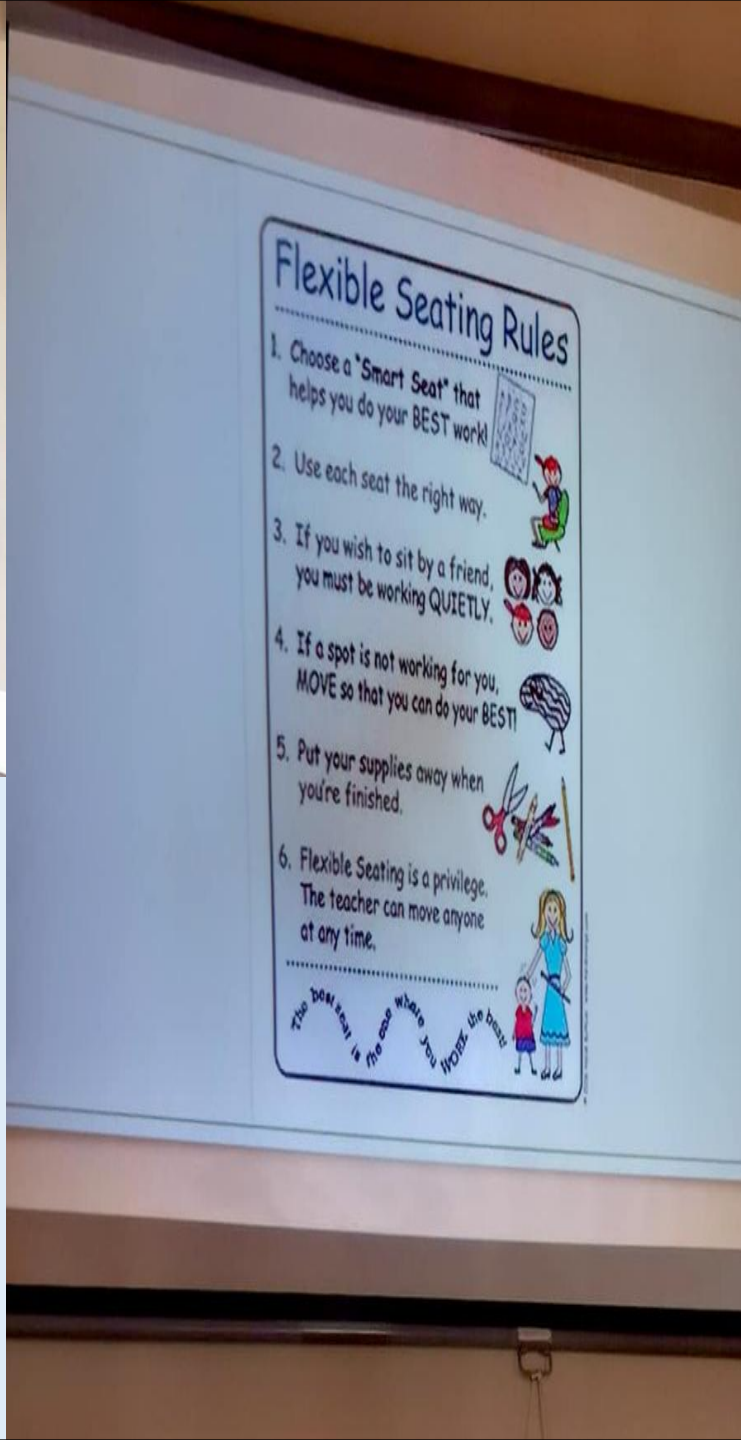 Flexible Seating Rules
1. Choose a "Smart Seat" that
helps you do your BEST work!
2. Use each seat the right way.
3. If you wish to sit by a friend,
you must be working QUIETLY.
4. If a spot is not working for you,
MOVE so that you can do your BEST!
5. Put your supplies away when
you're finished.
6. Flexible Seating is a privilege.
The teacher can move anyone
at any time.
The best seat is the one where you WORK the best!